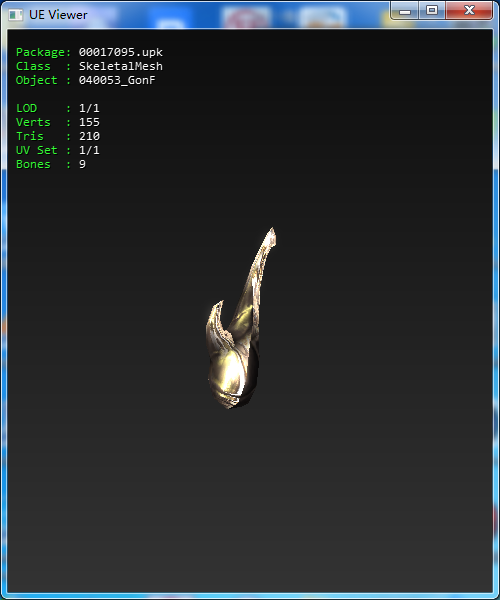 UE Viewer
Package: 00017095.upk
Class : SkeletalMesh
Object : 040053_GonF
LOD : 1/1
Verts : 155
Tris : 210
UV Set : 1/1
Bones : 9